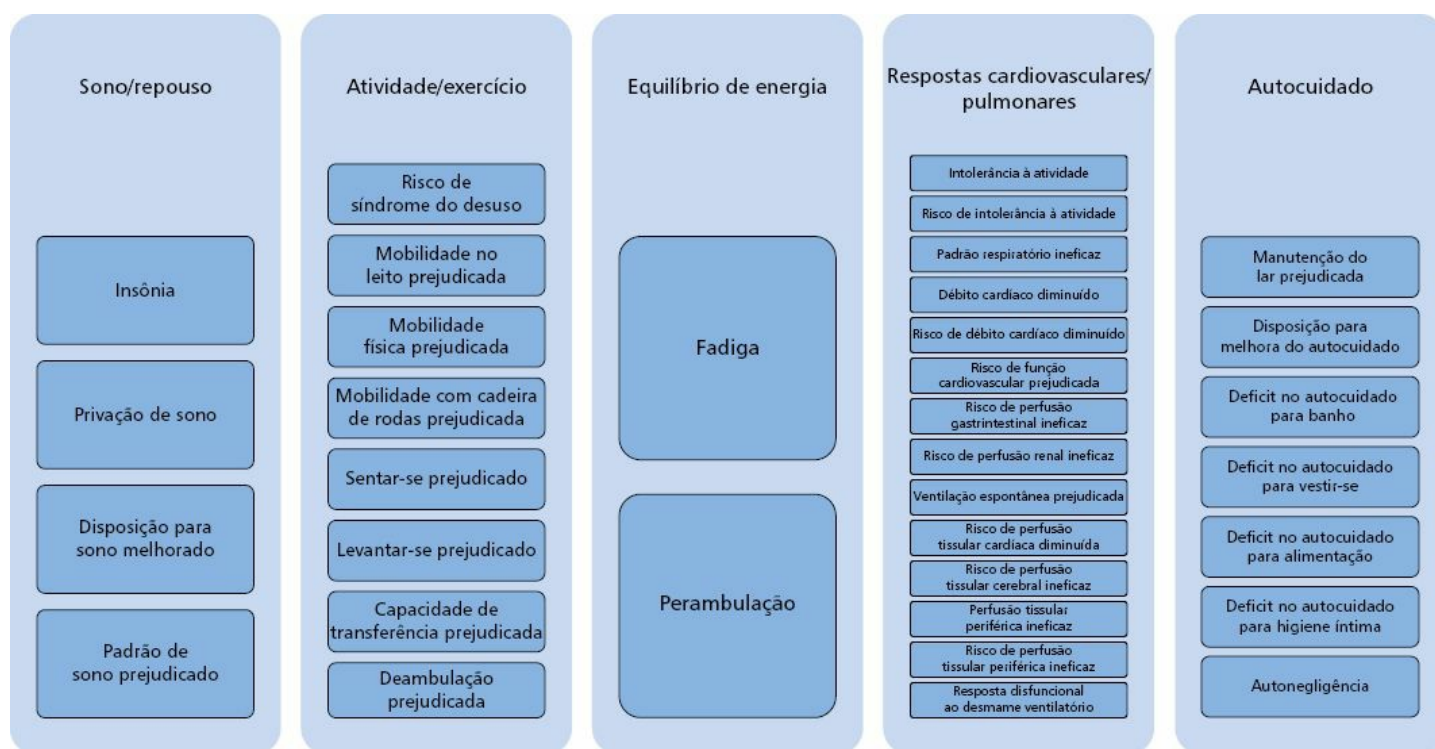 Sono/repouso
Insônia
Privação de sono
Disposição para
sono melhorado
Padrão de
sono prejudicado
Atividade/exercício
Risco de
síndrome do desuso
Mobilidade no
leito prejudicada
Mobilidade
física prejudicada
Mobilidade com cadeira
de rodas prejudicada
Sentar-se prejudicado
Levantar-se prejudicado
Capacidade de
transferência prejudicada
Deambulação
prejudicada
Equilíbrio de energia
Fadiga
Perambulação
Respostas cardiovasculares/
pulmonares
Intolerância à atividade
Risco de intolerância à atividade
Padrão respiratório ineficaz
Débito cardíaco diminuído
Risco de débito cardíaco diminuído
Risco de função
cardiovascular prejudicada
Risco de perfusão
gastrintestinal ineficaz
Risco de perfusão renal ineficaz
Ventilação espontânea prejudicada
Risco de perfusão
tissular cardíaca diminuída
Risco de perfusão
tissular cerebral ineficaz
Perfusão tissular
periférica ineficaz
Risco de perfusão
tissular periférica ineficaz
Resposta disfuncional
ao desmame ventilatório
Autocuidado
Manutenção do
lar prejudicada
Disposição para
melhora do autocuidado
Deficit no autocuidado
para banho
Deficit no autocuidado
para vestir-se
Deficit no autocuidado
para alimentação
Deficit no autocuidado
para higiene íntima
Autonegligência